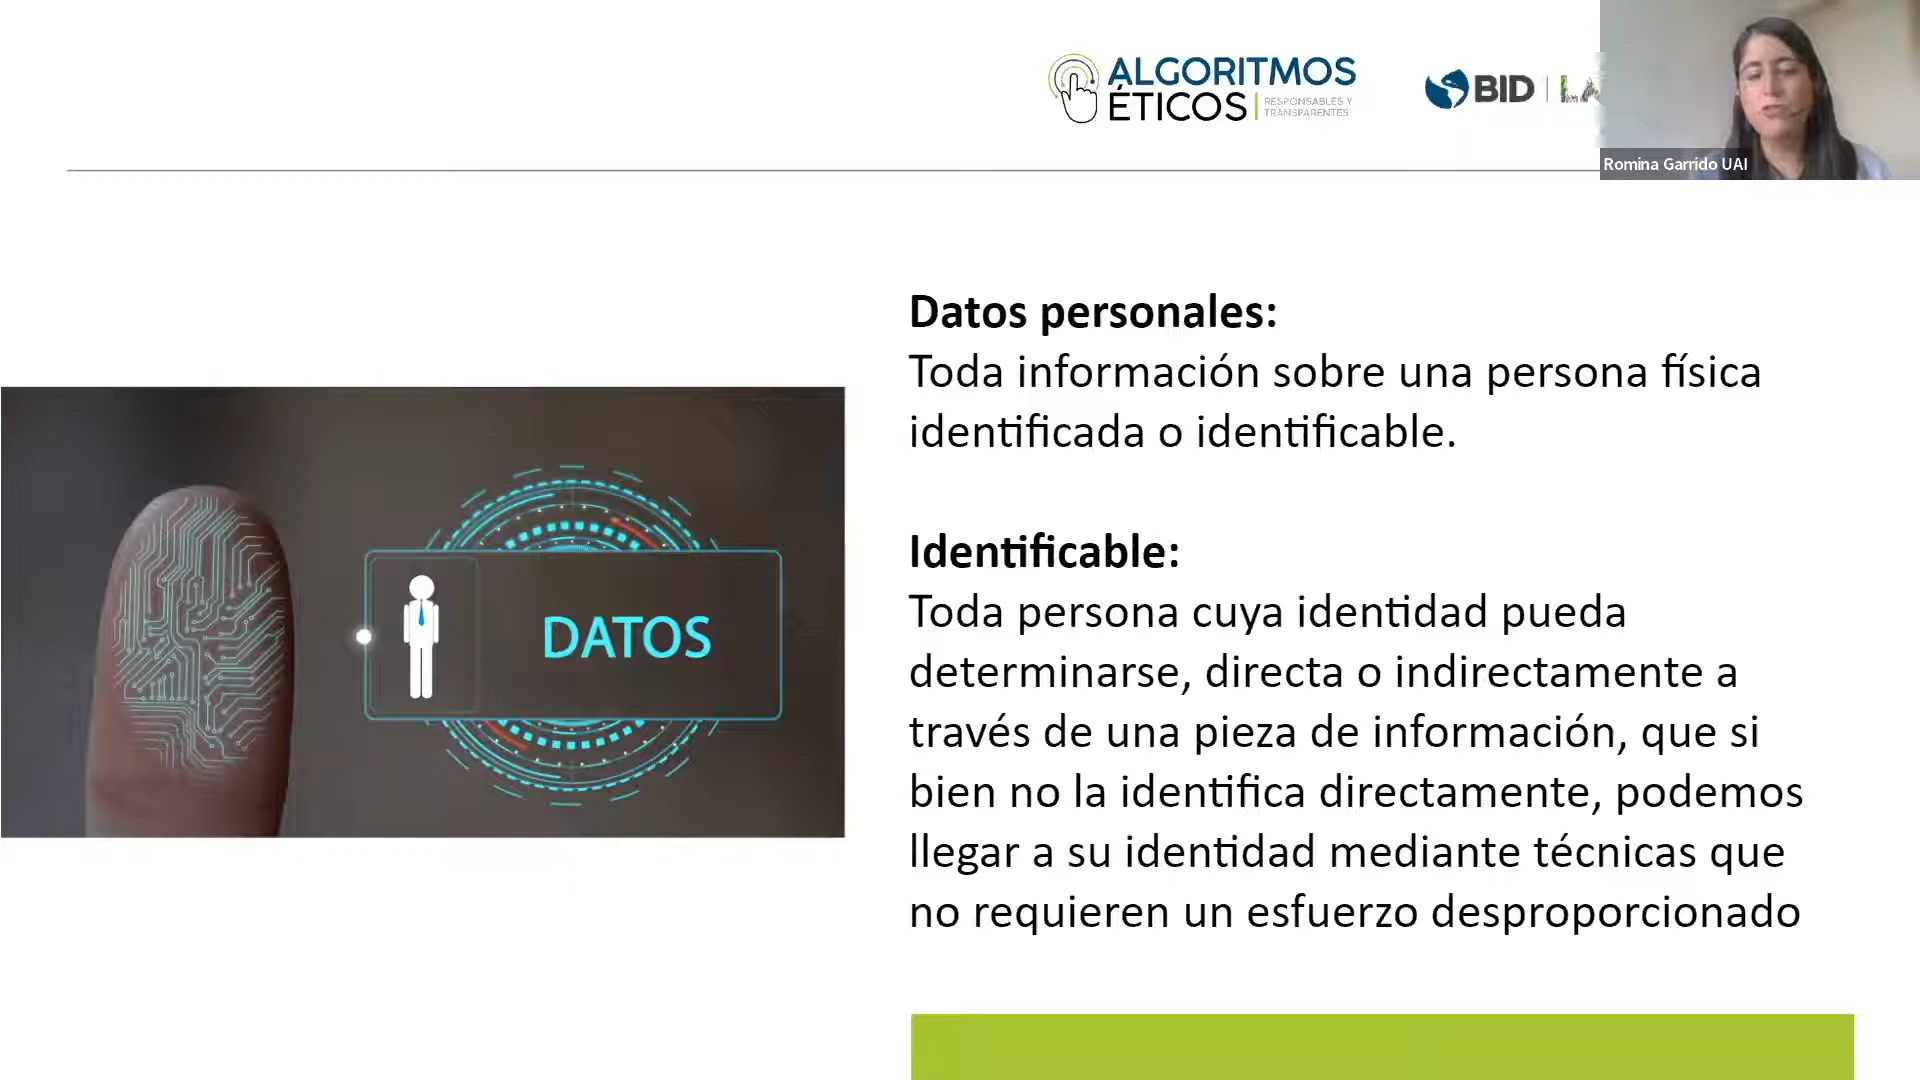 ALGORITMOS
ÉTICOS
RESPONSABLES Y
TRANSPARENTES
BID
Romina Garrido UAI
Datos personales:
Toda información sobre una persona física
identificada o identificable.
Identificable:
Toda persona cuya identidad pueda
determinarse, directa o indirectamente a
través de una pieza de información, que si
bien no la identifica directamente, podemos
llegar a su identidad mediante técnicas que
no requieren un esfuerzo desproporcionado
DATOS